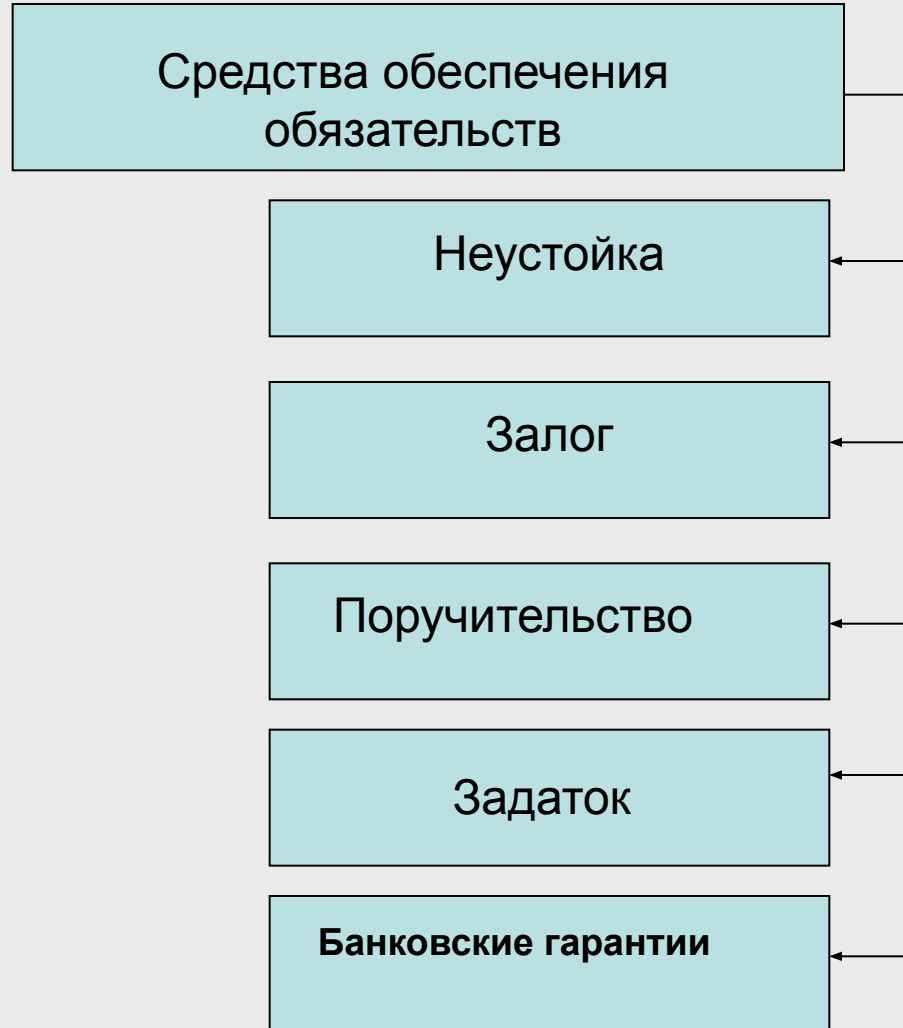 Средства обеспечения
обязательств
Неустойка
Залог
Поручительство
Задаток
Банковские гарантии